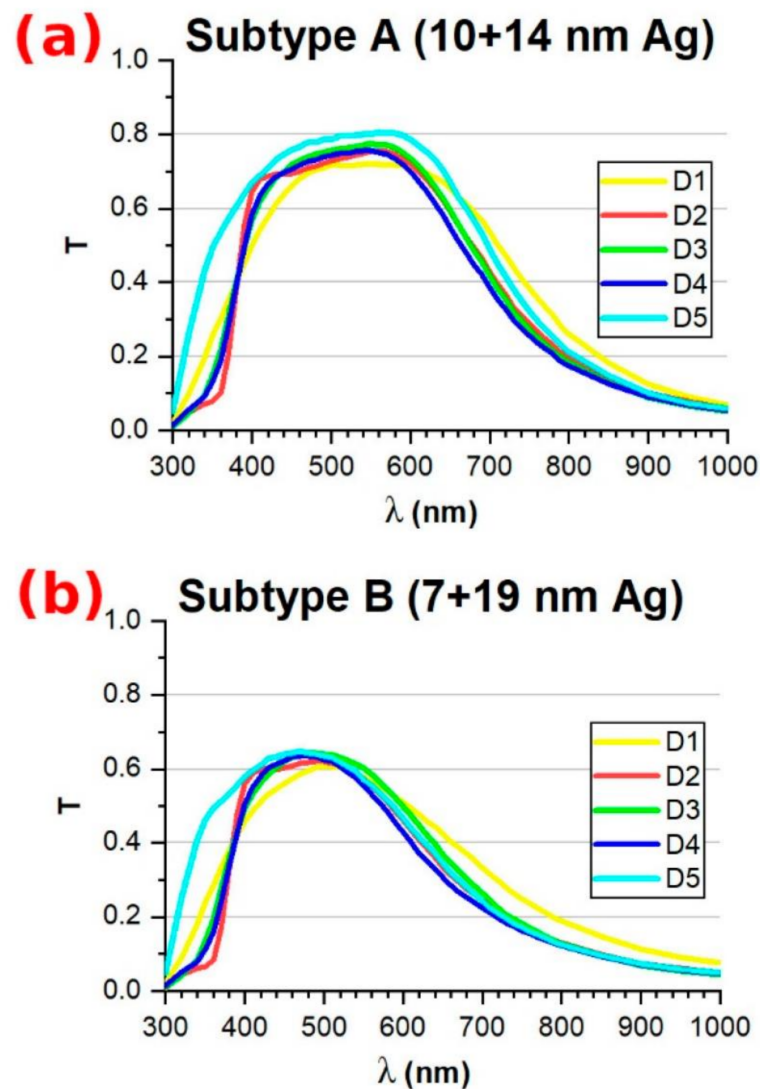 (a) Subtype A (10+14 nm Ag)
1.0
0.8
0.6
0.4
0.2
0.0
T
D1
D2
D3
D4
D5
300 400 500 600 700 800 900 1000
λ (nm)
(b) Subtype B (7+19 nm Ag)
1.0
0.8
0.6
0.4
0.2
0.0
T
D1
D2
D3
D4
D5
300 400 500 600 700 800 900 1000
λ (nm)